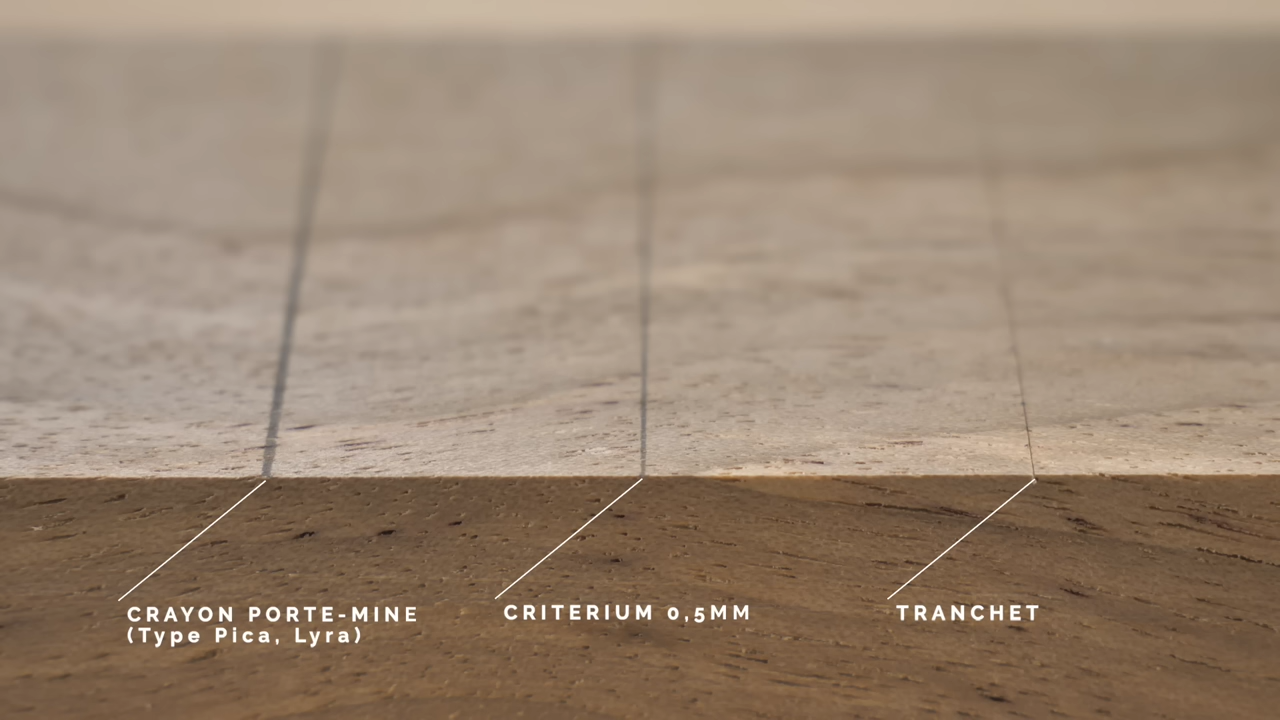 CRAYON PORTE-MINE
(Type Pica, Lyra)
CRITERIUM 0,5MM
TRANCHET